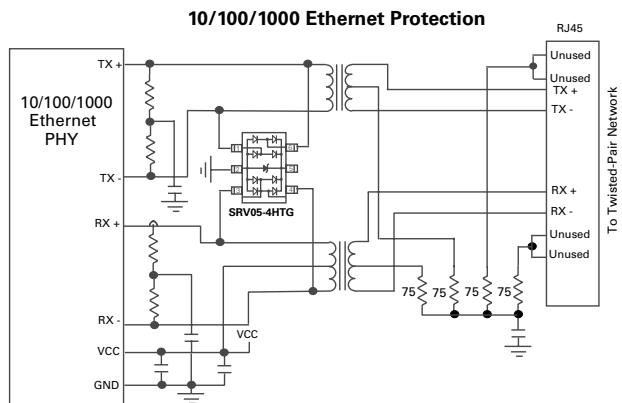 10/100/1000 Ethernet Protection
RJ45
TX +
10/100/1000
Ethernet
PHY
TX -
RX +
RX -
VCC
GND
VCC
SRV05-4HTG
Unused
Unused
TX +
TX -
RX +
RX -
Unused
Unused
To Twisted-Pair Network
75
75
75
75